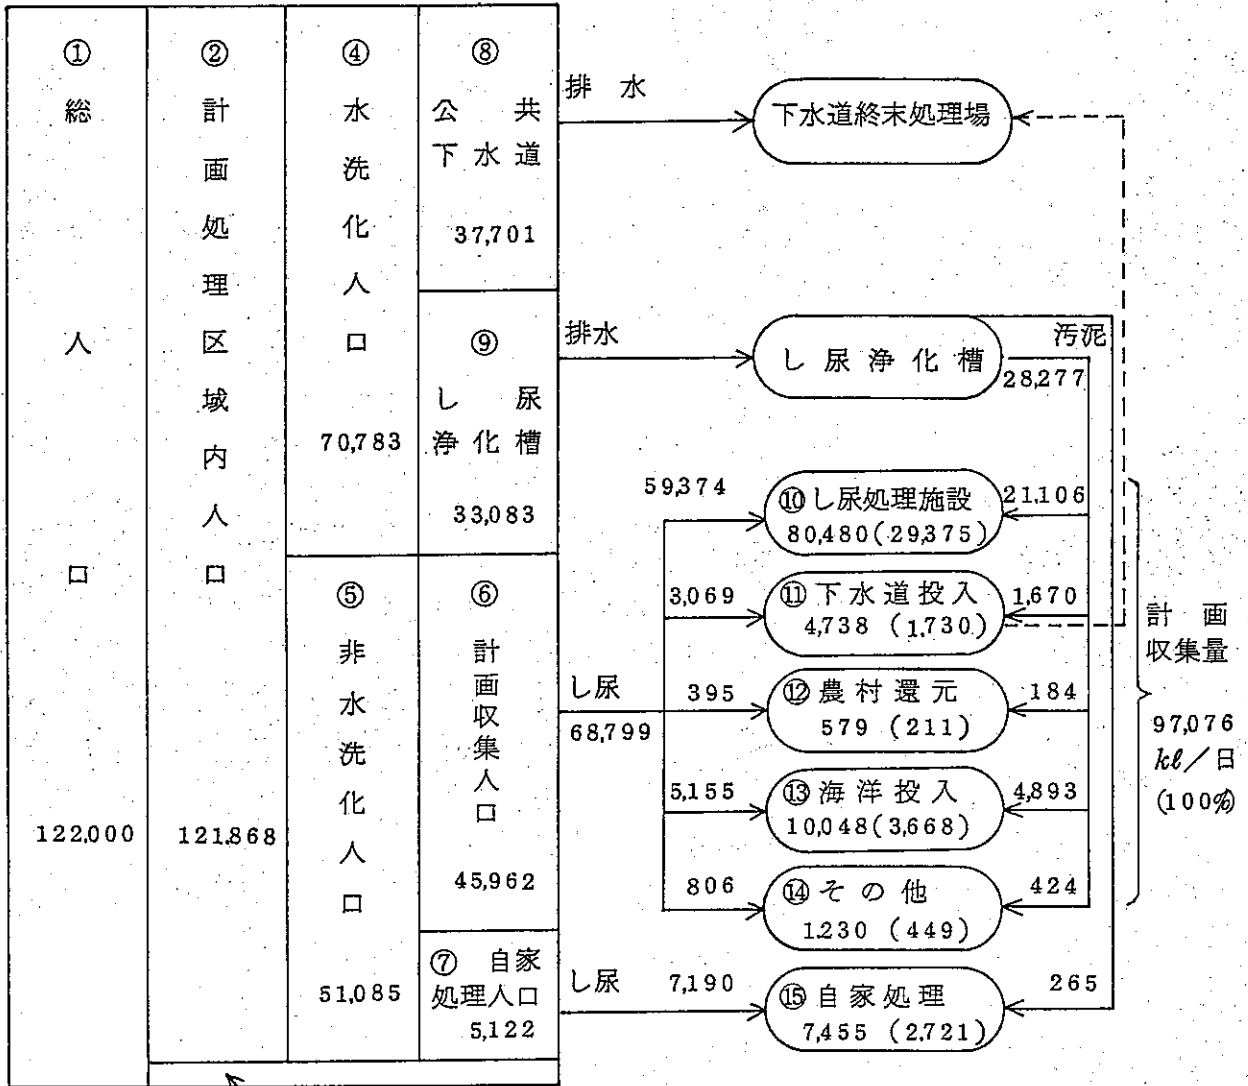 ①
総
人
口
122,000
②
計
画
処
理
区
域
内
人
口
121,868
④
水
洗
化
人
口
70,783
⑤
非
水
洗
化
人
口
51,085
⑧
公共
下水道
37,701
⑨
し尿
浄化槽
33,083
⑥
計
画
収
集
人
口
45,962
⑦ 自家
処理人口
5,122
排水
下水道終末処理場
排水
し尿浄化槽
汚泥
28,277
59,374
⑩し尿処理施設
80,480(29,375)
21,106
3,069
⑪下水道投入
4,738 (1,730)
1,670
し尿
68,799
395
⑫農村還元
579 (211)
184
5,155
⑬海洋投入
10,048(3,668)
4,893
806
⑭その他
1,230 (449)
424
計画
収集量
97,076
kℓ/日
(100%)
し尿
7,190
⑮自家処理
7,455 (2,721)
265